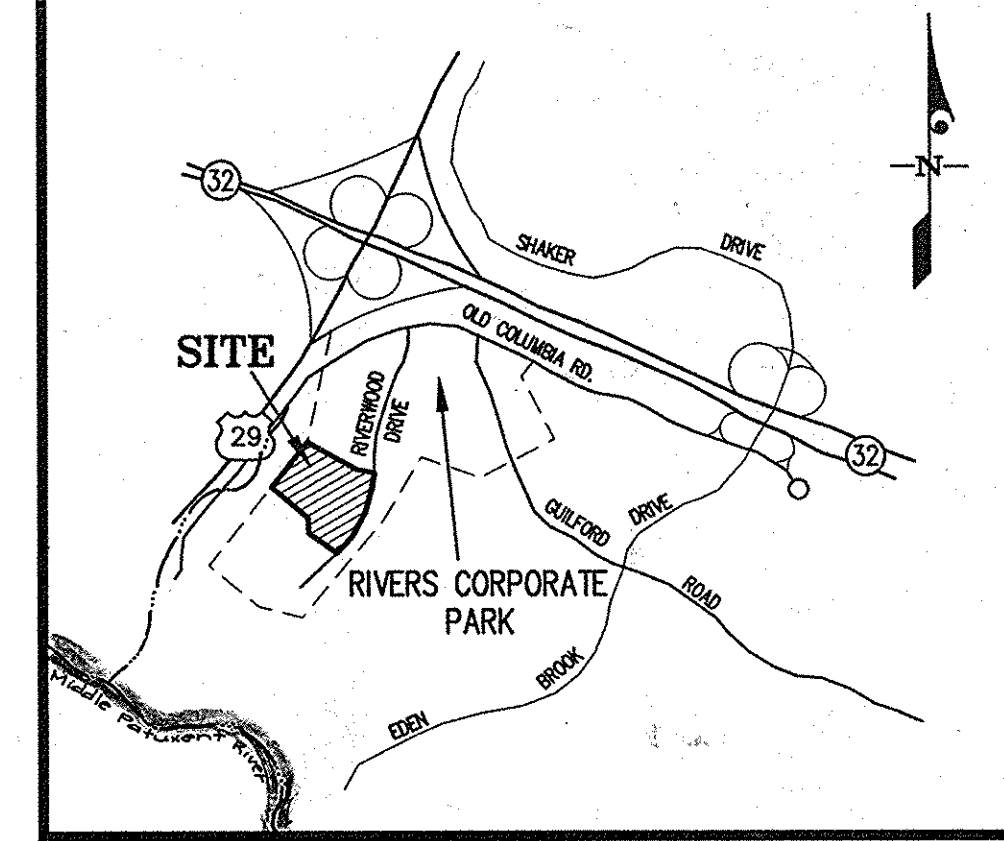 N
32
SHAKER
DRIVE
OLD COLUMBIA RD.
SITE
RIVERWOOD
DRIVE
29
32
GUILFORD
DRIVE
RIVERS CORPORATE
PARK
ROAD
BROOK
EDEN
Middle Patuxent River